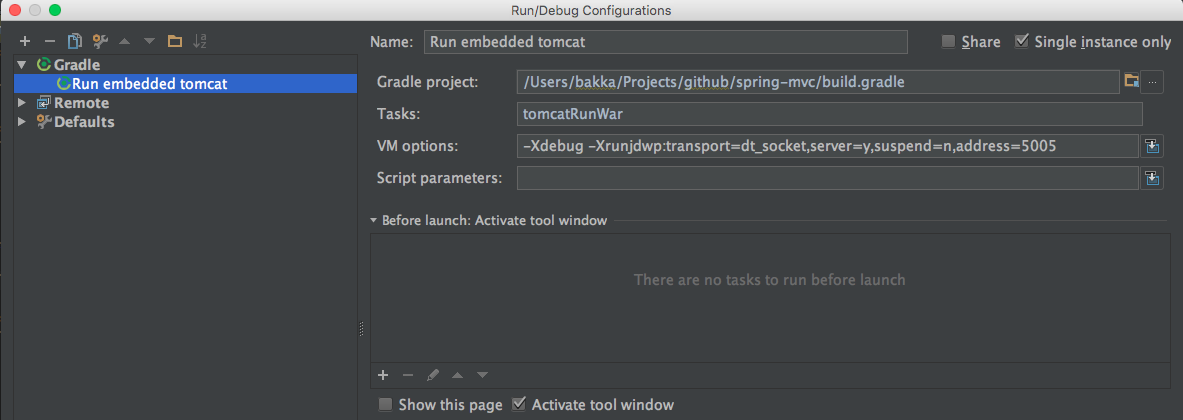 Run/Debug Configurations
Name: Run embedded tomcat Share Single instance only
Gradle
Run embedded tomcat
Remote
Defaults
Gradle project: /Users/bakka/Projects/github/spring-mvc/build.gradle ...
Tasks: tomcatRunWar
VM options: -Xdebug -Xrunjdwp:transport=dt_socket,server=y,suspend=n,address=5005
Script parameters:
Before launch: Activate tool window
There are no tasks to run before launch
Show this page Activate tool window